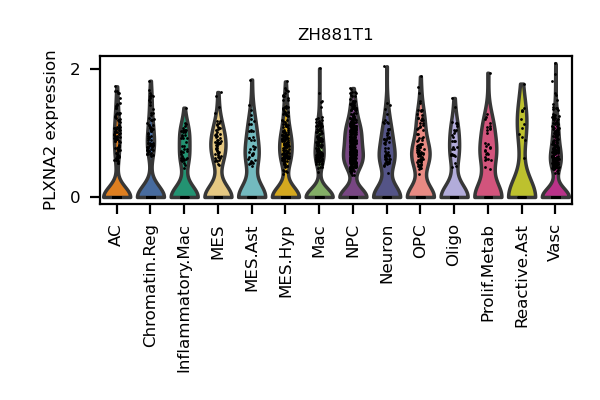 ZH881T1
PLXNA2 expression
2
0
AC
Chromatin.Reg
Inflammatory.Mac
MES
MES.Ast
MES.Hyp
Mac
NPC
Neuron
OPC
Oligo
Prolif.Metab
Reactive.Ast
Vasc